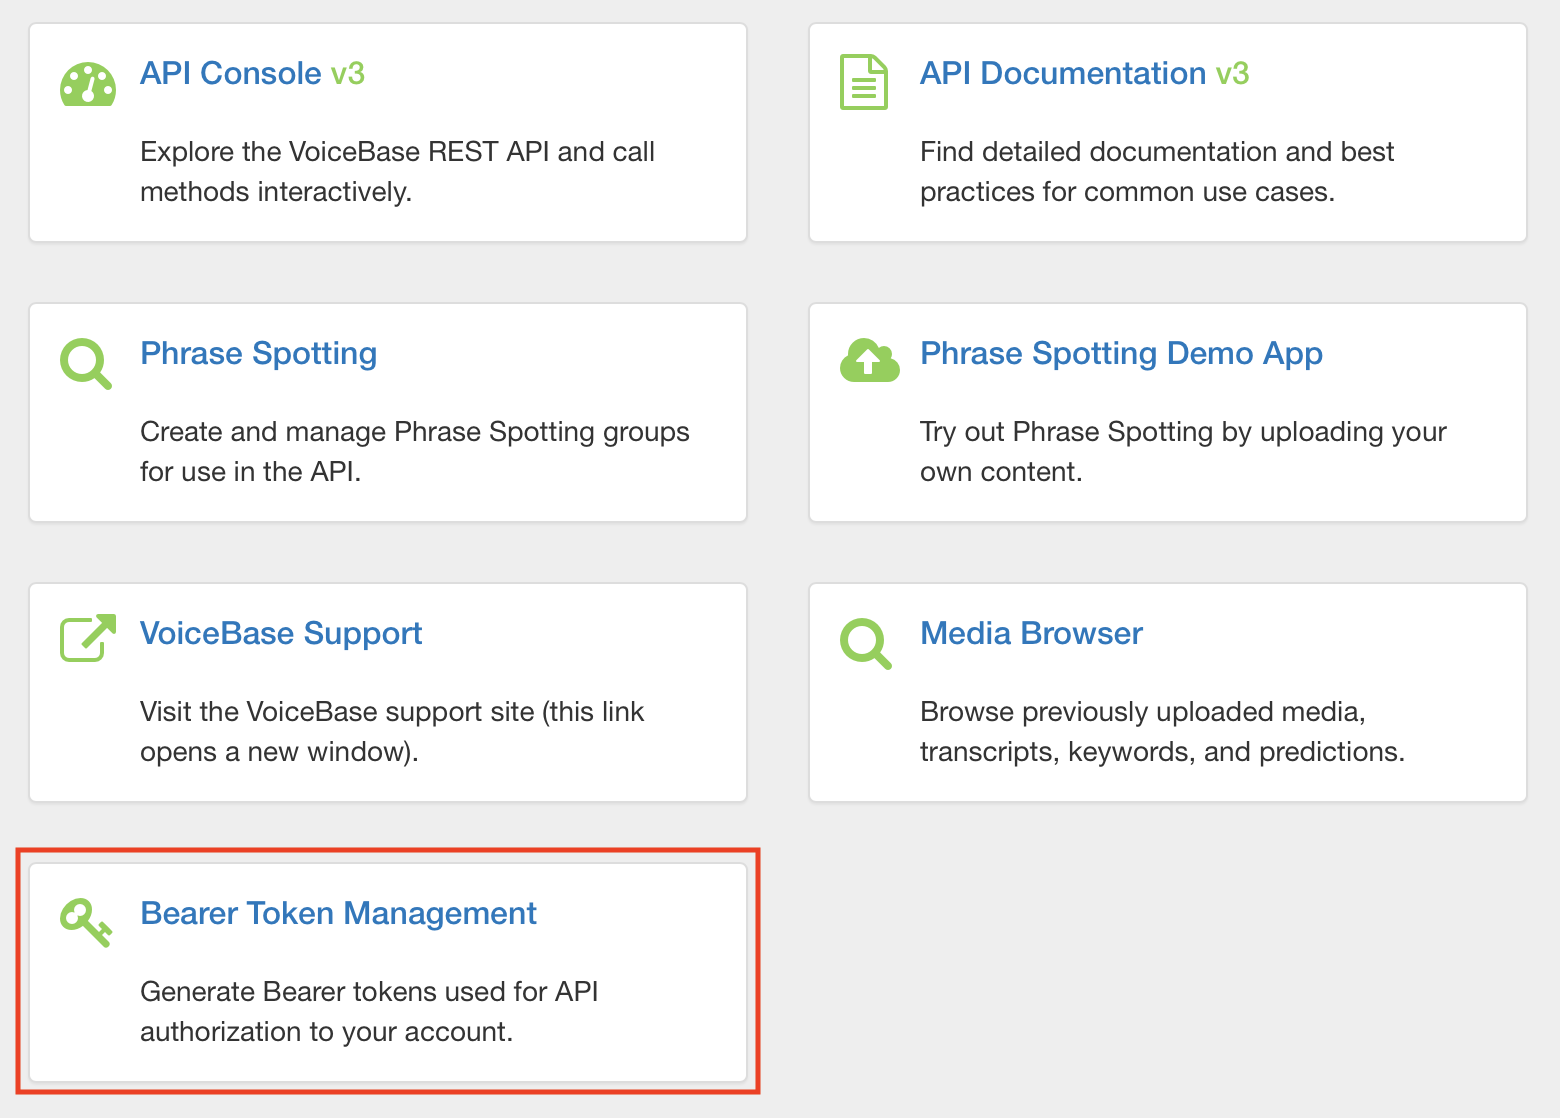 API Console v3
Explore the VoiceBase REST API and call
methods interactively.
API Documentation v3
Find detailed documentation and best
practices for common use cases.
Phrase Spotting
Create and manage Phrase Spotting groups
for use in the API.
Phrase Spotting Demo App
Try out Phrase Spotting by uploading your
own content.
VoiceBase Support
Visit the VoiceBase support site (this link
opens a new window).
Media Browser
Browse previously uploaded media,
transcripts, keywords, and predictions.
Bearer Token Management
Generate Bearer tokens used for API
authorization to your account.